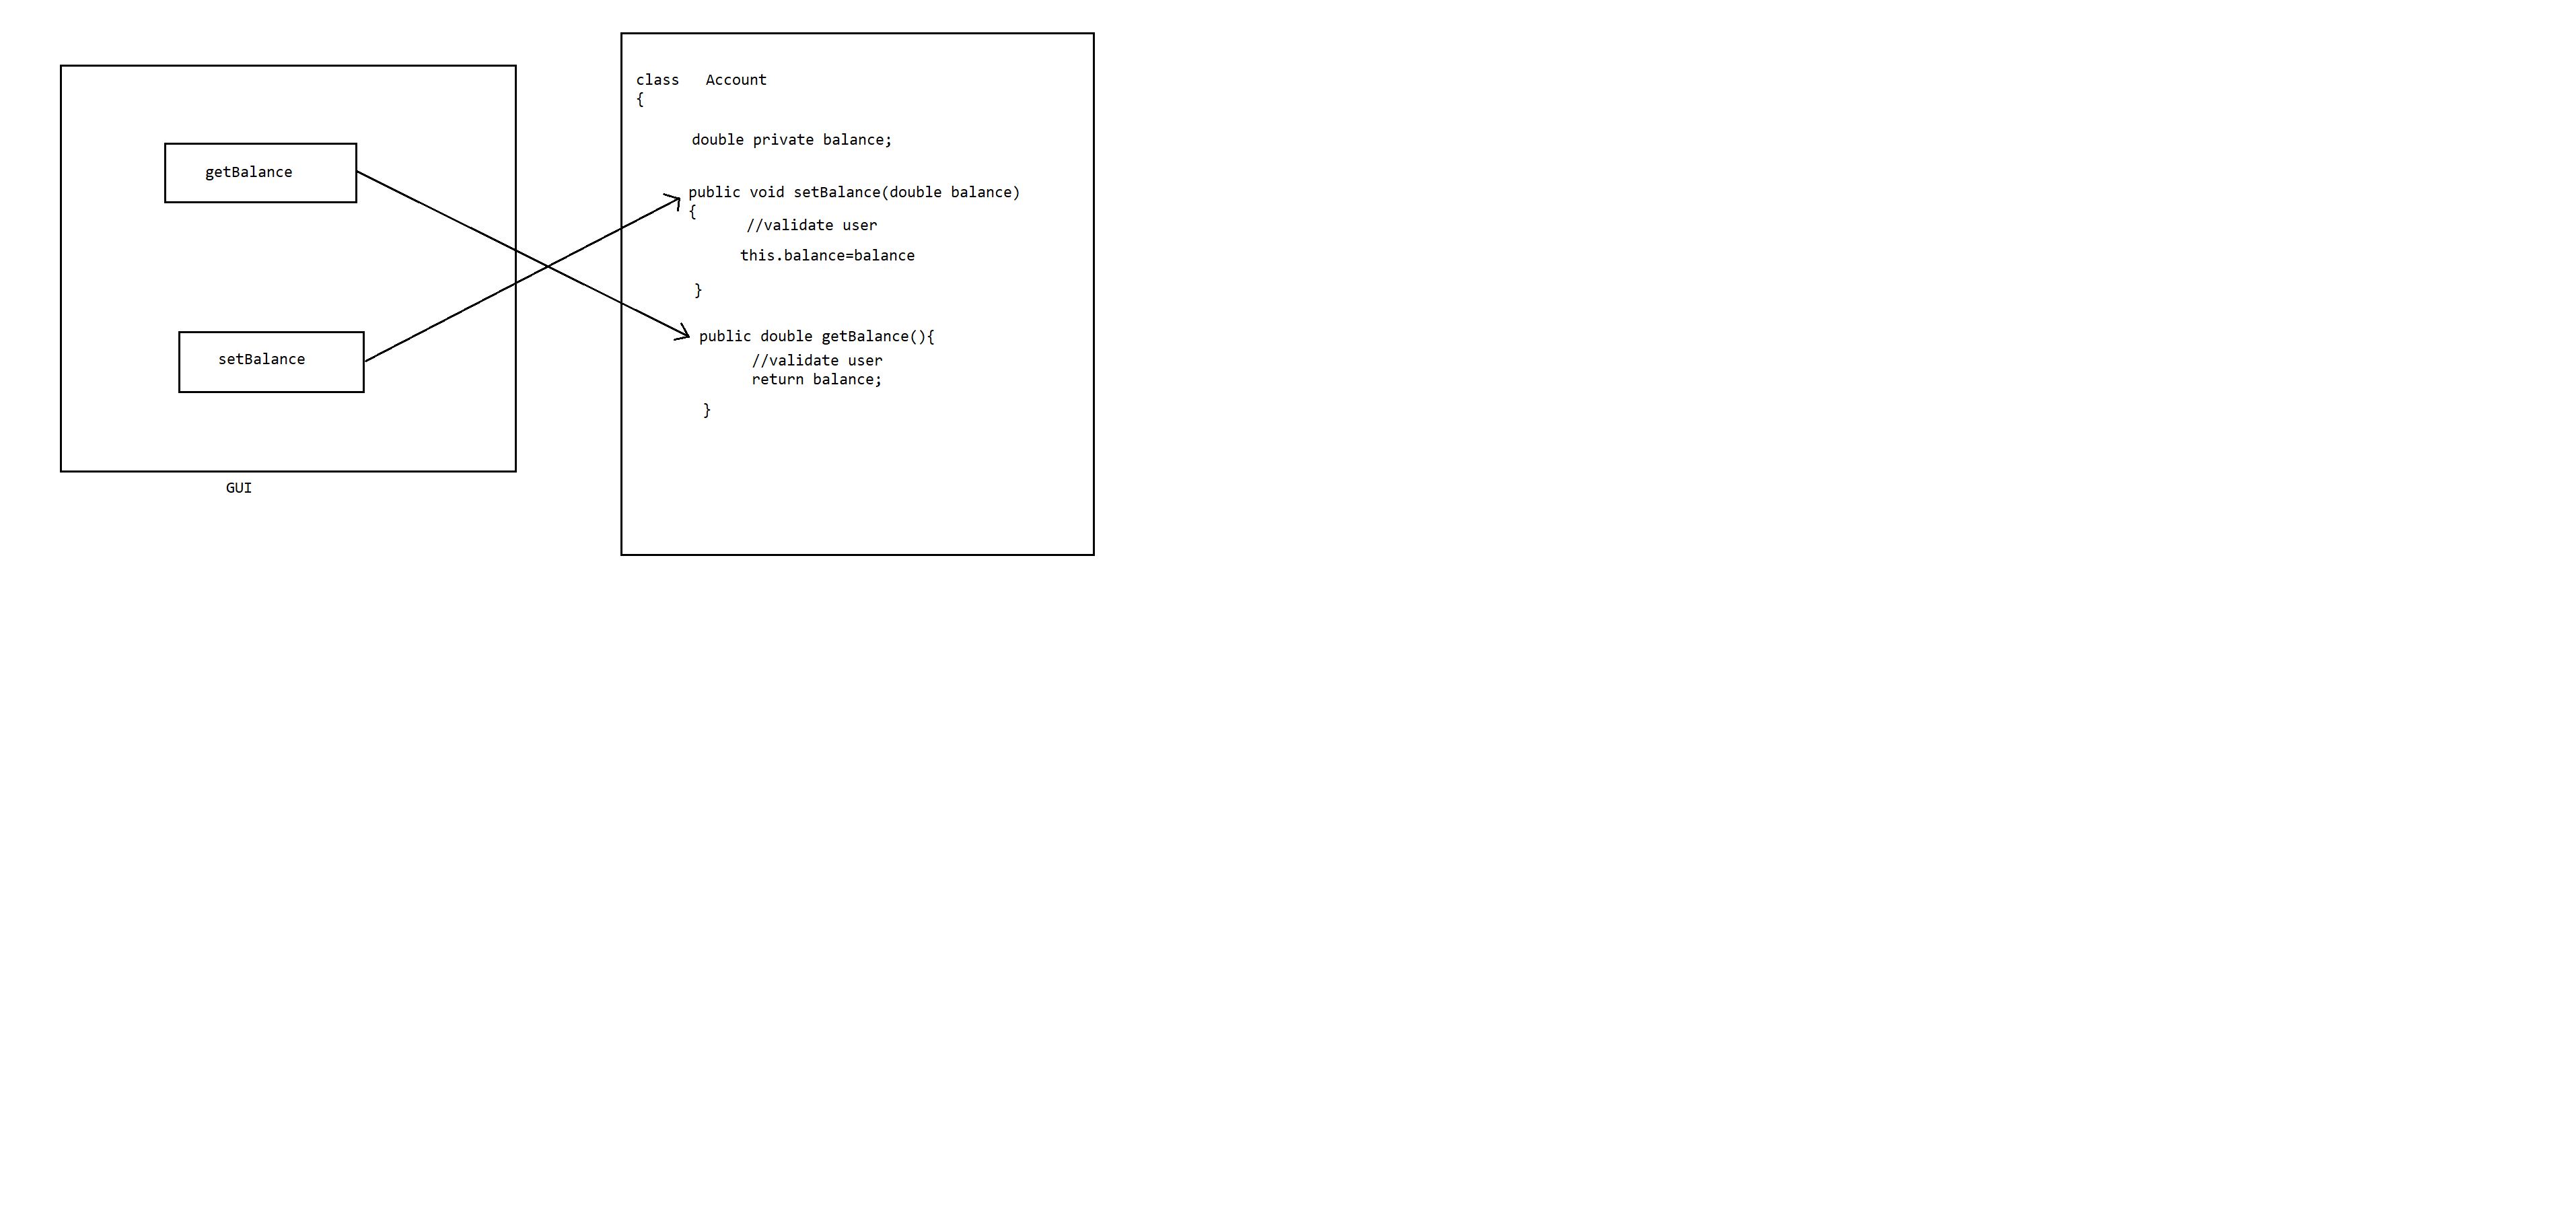 getBalance
setBalance
GUI
class   Account
{
double private balance;
public void setBalance(double balance)
{
//validate user
this.balance=balance
}
public double getBalance(){
//validate user
return balance;
}